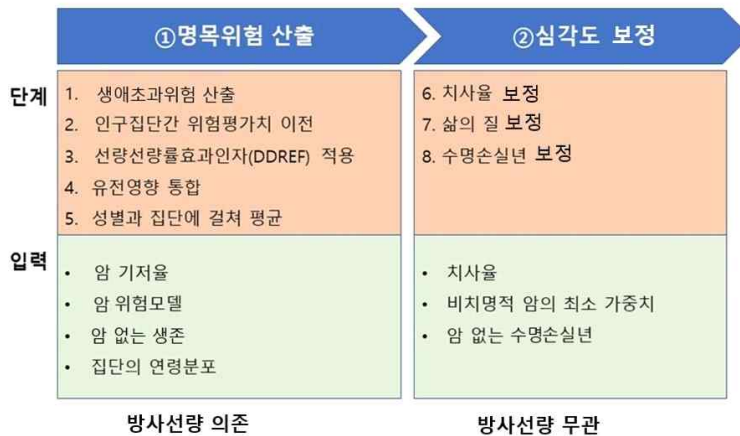 ①명목위험 산출
②심각도 보정
단계
1. 생애초과위험 산출
2. 인구집단간 위험평가치 이전
3. 선량선량률효과인자(DDREF) 적용
4. 유전영향 통합
5. 성별과 집단에 걸쳐 평균
6. 치사율 보정
7. 삶의 질 보정
8. 수명손실년 보정
입력
• 암 기저율
• 암 위험모델
• 암 없는 생존
• 집단의 연령분포
• 치사율
• 비치명적 암의 최소 가중치
• 암 없는 수명손실년
방사선량 의존
방사선량 무관